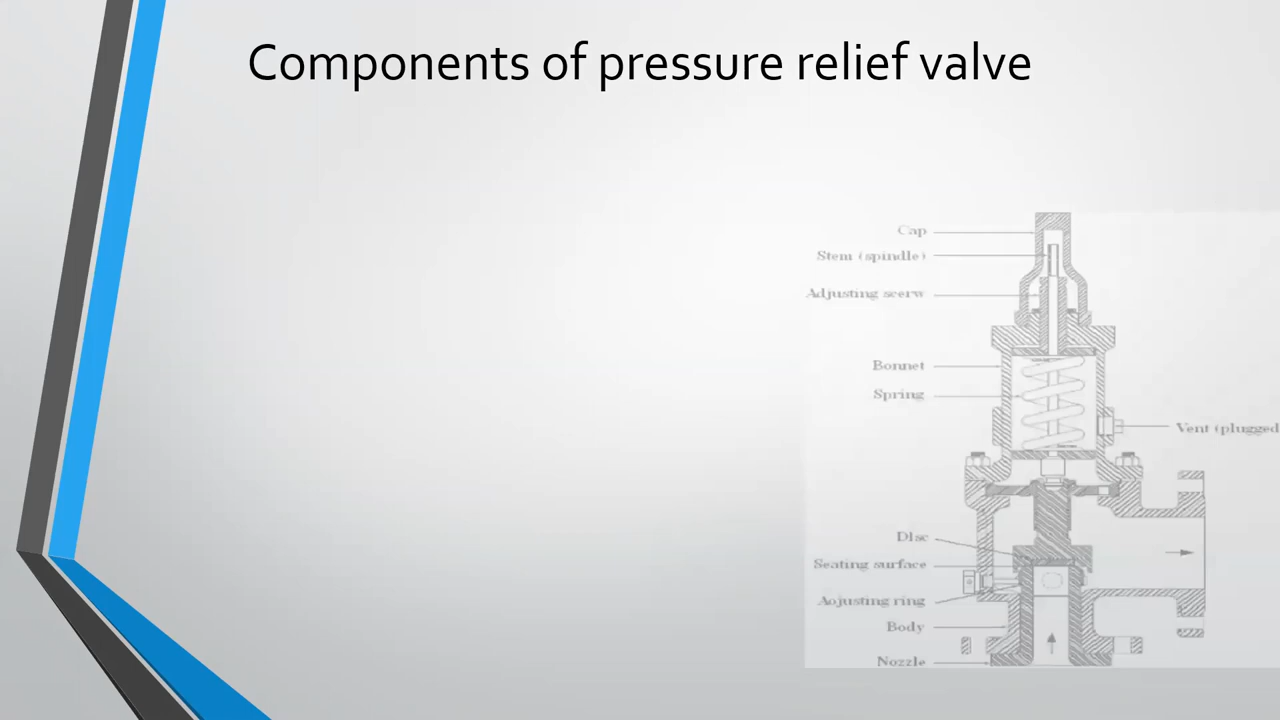 Components of pressure relief valve
Cap
Stem (spindle)
Adjusting scerw
Bonnet
Spring
Vent (plugged
Disc
Seating surface
Aojusting ring
Body
Nozzle